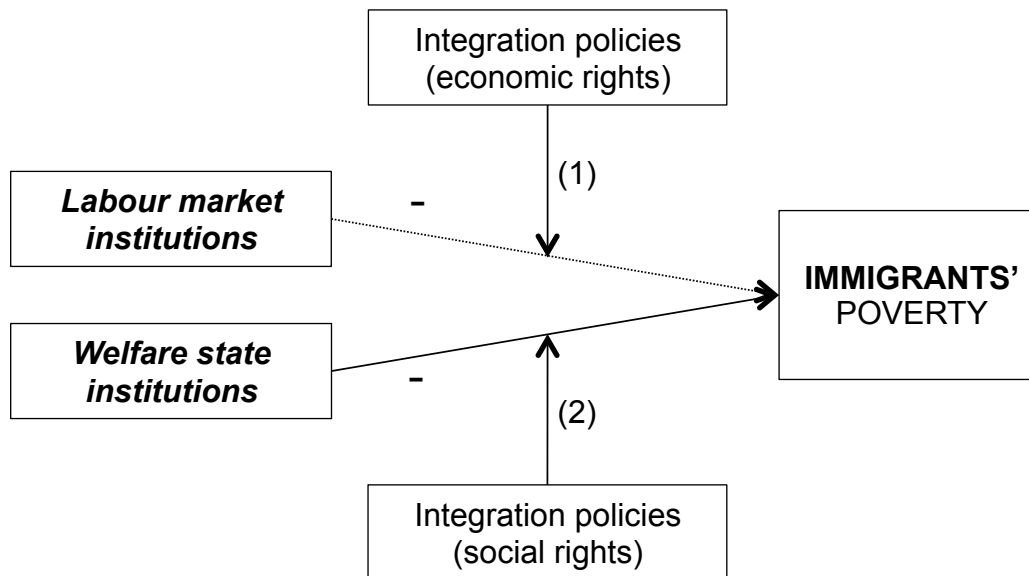 Integration policies
(economic rights)
(1)
Labour market
institutions
-
IMMIGRANTS’
POVERTY
Welfare state
institutions
-
(2)
Integration policies
(social rights)